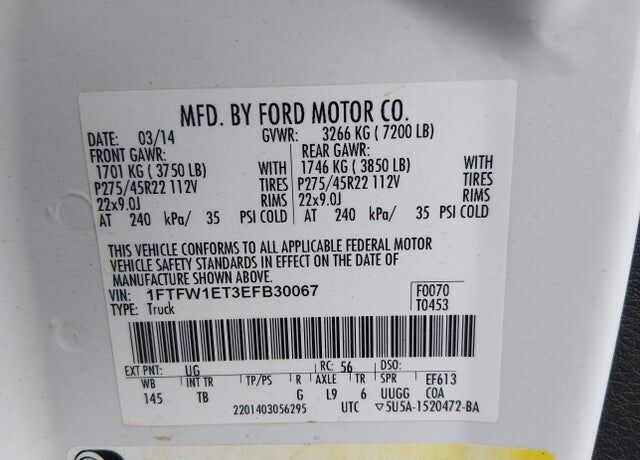 MFD. BY FORD MOTOR CO.
DATE: 03/14 GVWR: 3266 KG ( 7200 LB)
FRONT GAWR: REAR GAWR:
1701 KG ( 3750 LB) WITH 1746 KG ( 3850 LB) WITH
P275/45R22 112V TIRES P275/45R22 112V TIRES
22x9.0J RIMS 22x9.0J RIMS
AT 240 kPa/ 35 PSI COLD AT 240 kPa/ 35 PSI COLD
THIS VEHICLE CONFORMS TO ALL APPLICABLE FEDERAL MOTOR
VEHICLE SAFETY STANDARDS IN EFFECT ON THE DATE OF
MANUFACTURE SHOWN ABOVE.
VIN: 1FTFW1ET3EFB30067 F0070
TYPE: Truck T0453
EXT PNT: UG RC: 56 DSO:
WB INT TR TP/PS R AXLE TR SPR EF613
145 TB G L9 6 UUGG COA
2201403056295 UTC ▽5U5A-1520472-BA